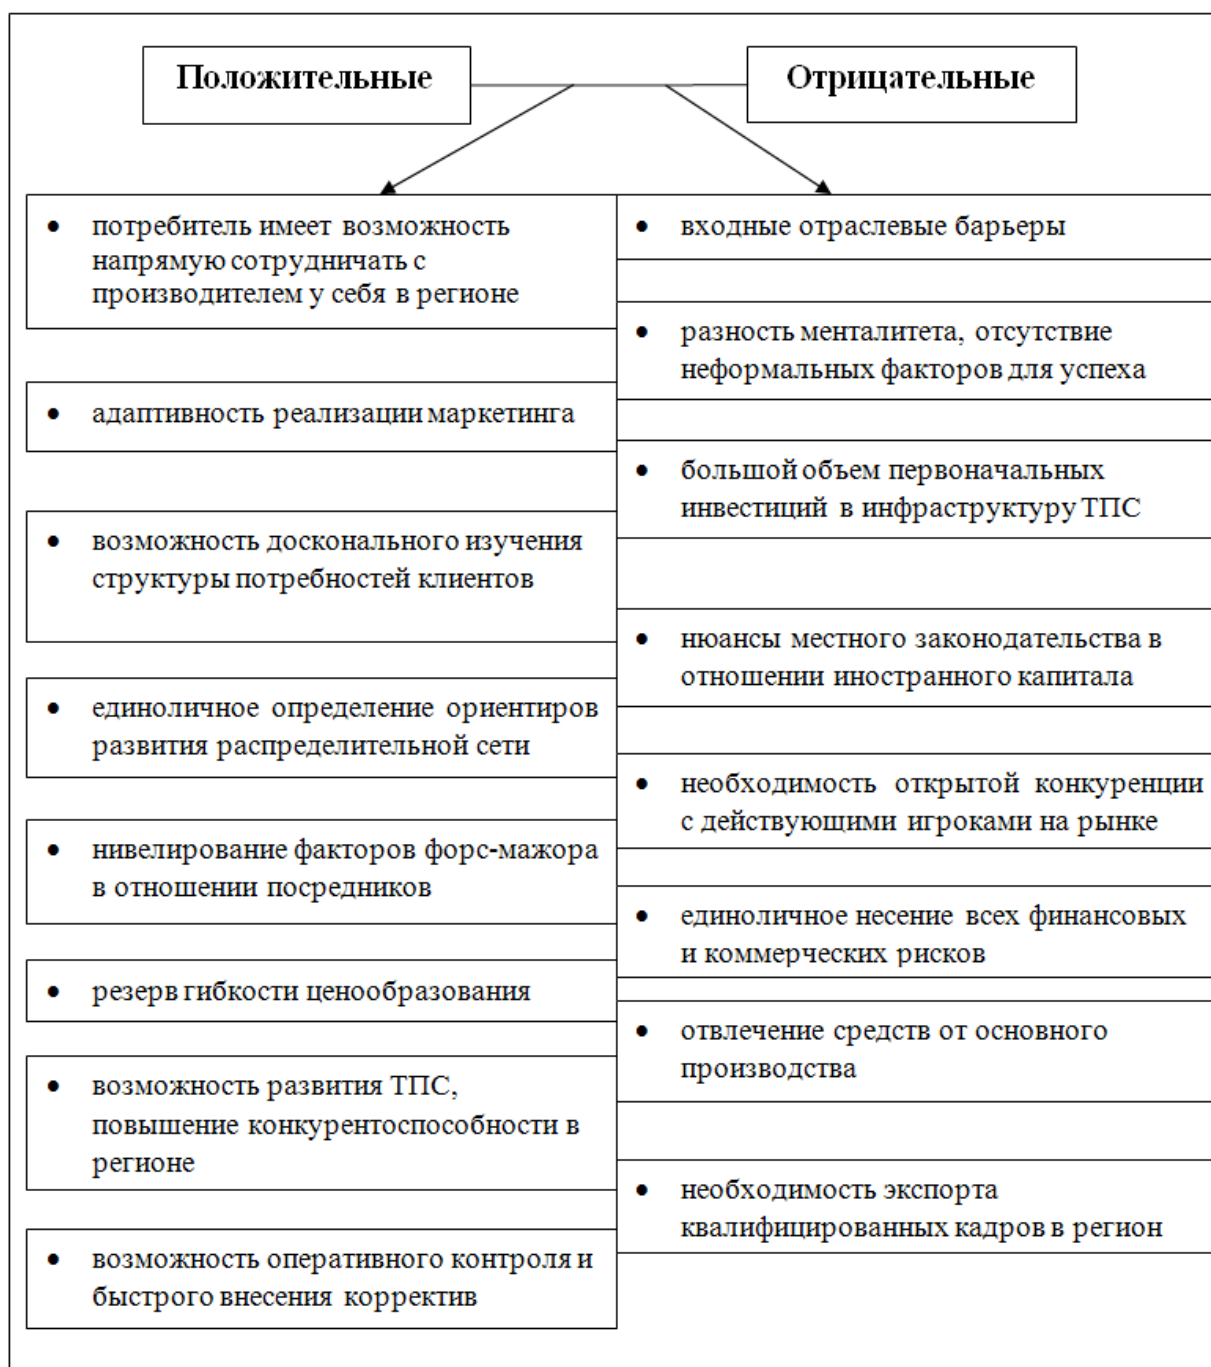 Положительные
Отрицательные
• потребитель имеет возможность
напрямую сотрудничать с
производителем у себя в регионе
• адаптивность реализации маркетинга
• возможность досконального изучения
структуры потребностей клиентов
• единоличное определение ориентиров
развития распределительной сети
• нивелирование факторов форс-мажора
в отношении посредников
• резерв гибкости ценообразования
• возможность развития ТПС,
повышение конкурентоспособности в
регионе
• возможность оперативного контроля и
быстрого внесения корректив
• входные отраслевые барьеры
• разность менталитета, отсутствие
неформальных факторов для успеха
• большой объем первоначальных
инвестиций в инфраструктуру ТПС
• нюансы местного законодательства в
отношении иностранного капитала
• необходимость открытой конкуренции
с действующими игроками на рынке
• единоличное несение всех финансовых
и коммерческих рисков
• отвлечение средств от основного
производства
• необходимость экспорта
квалифицированных кадров в регион